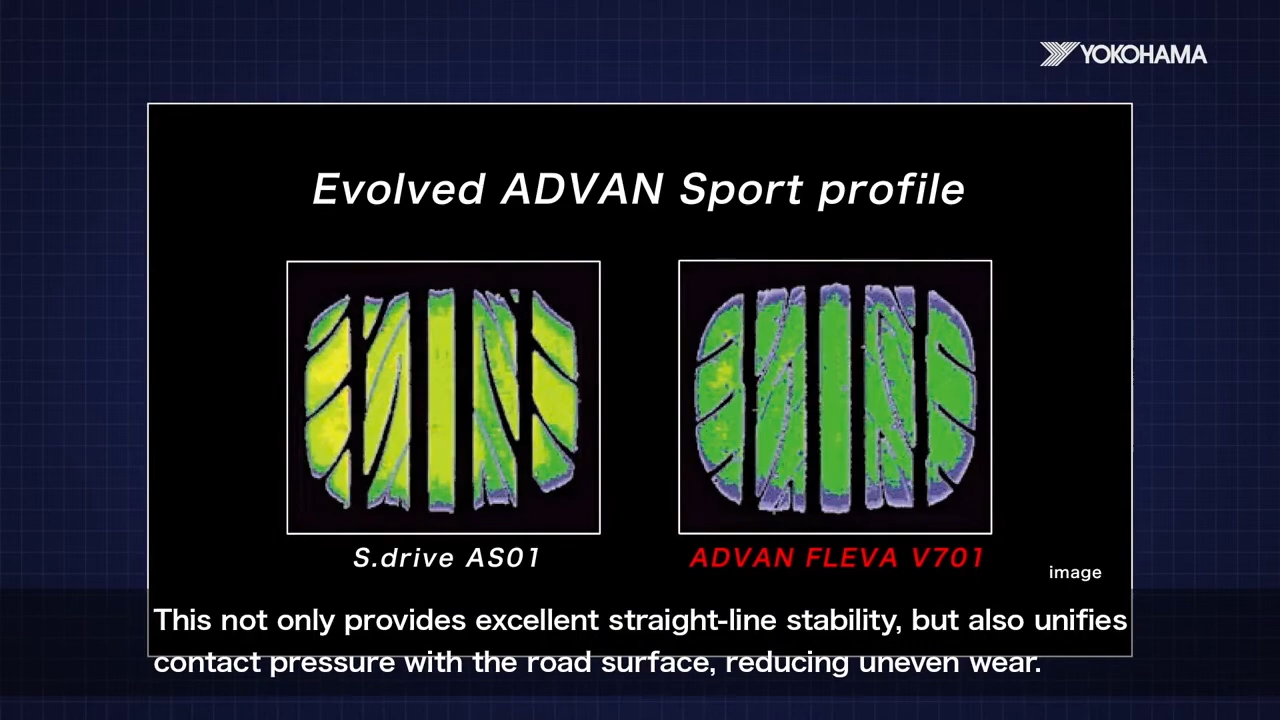 YOKOHAMA
Evolved ADVAN Sport profile
S.drive AS01
ADVAN FLEVA V701
image
This not only provides excellent straight-line stability, but also unifies
contact pressure with the road surface, reducing uneven wear.